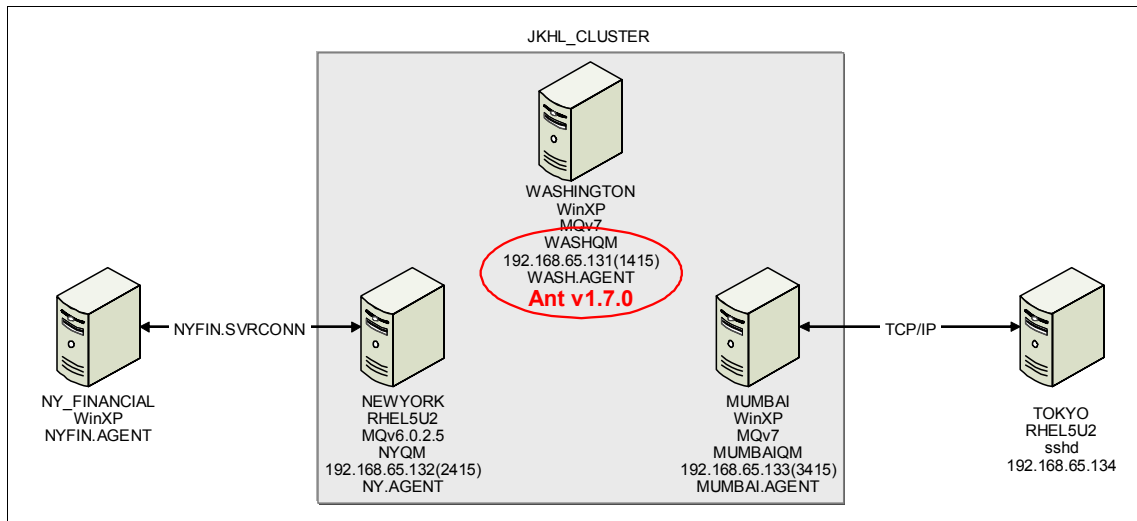 JKHL_CLUSTER
WASHINGTON
WinXP
MQv7
WASHQM
192.168.65.131(1415)
WASH.AGENT
Ant v1.7.0
NYFIN.SVRCONN
TCP/IP
NY_FINANCIAL
WinXP
NYFIN.AGENT
NEWYORK
RHEL5U2
MQv6.0.2.5
NYQM
192.168.65.132(2415)
NY.AGENT
MUMBAI
WinXP
MQv7
MUMBAIQM
192.168.65.133(3415)
MUMBAI.AGENT
TOKYO
RHEL5U2
sshd
192.168.65.134